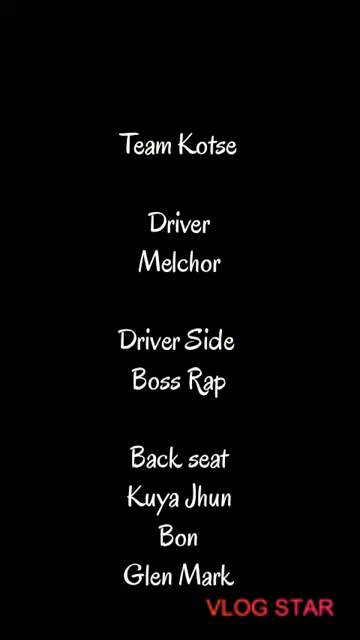 Team Kotse
Driver
Melchor
Driver Side
Boss Rap
Back seat
Kuya Jhun
Bon
Glen Mark
VLOG STAR